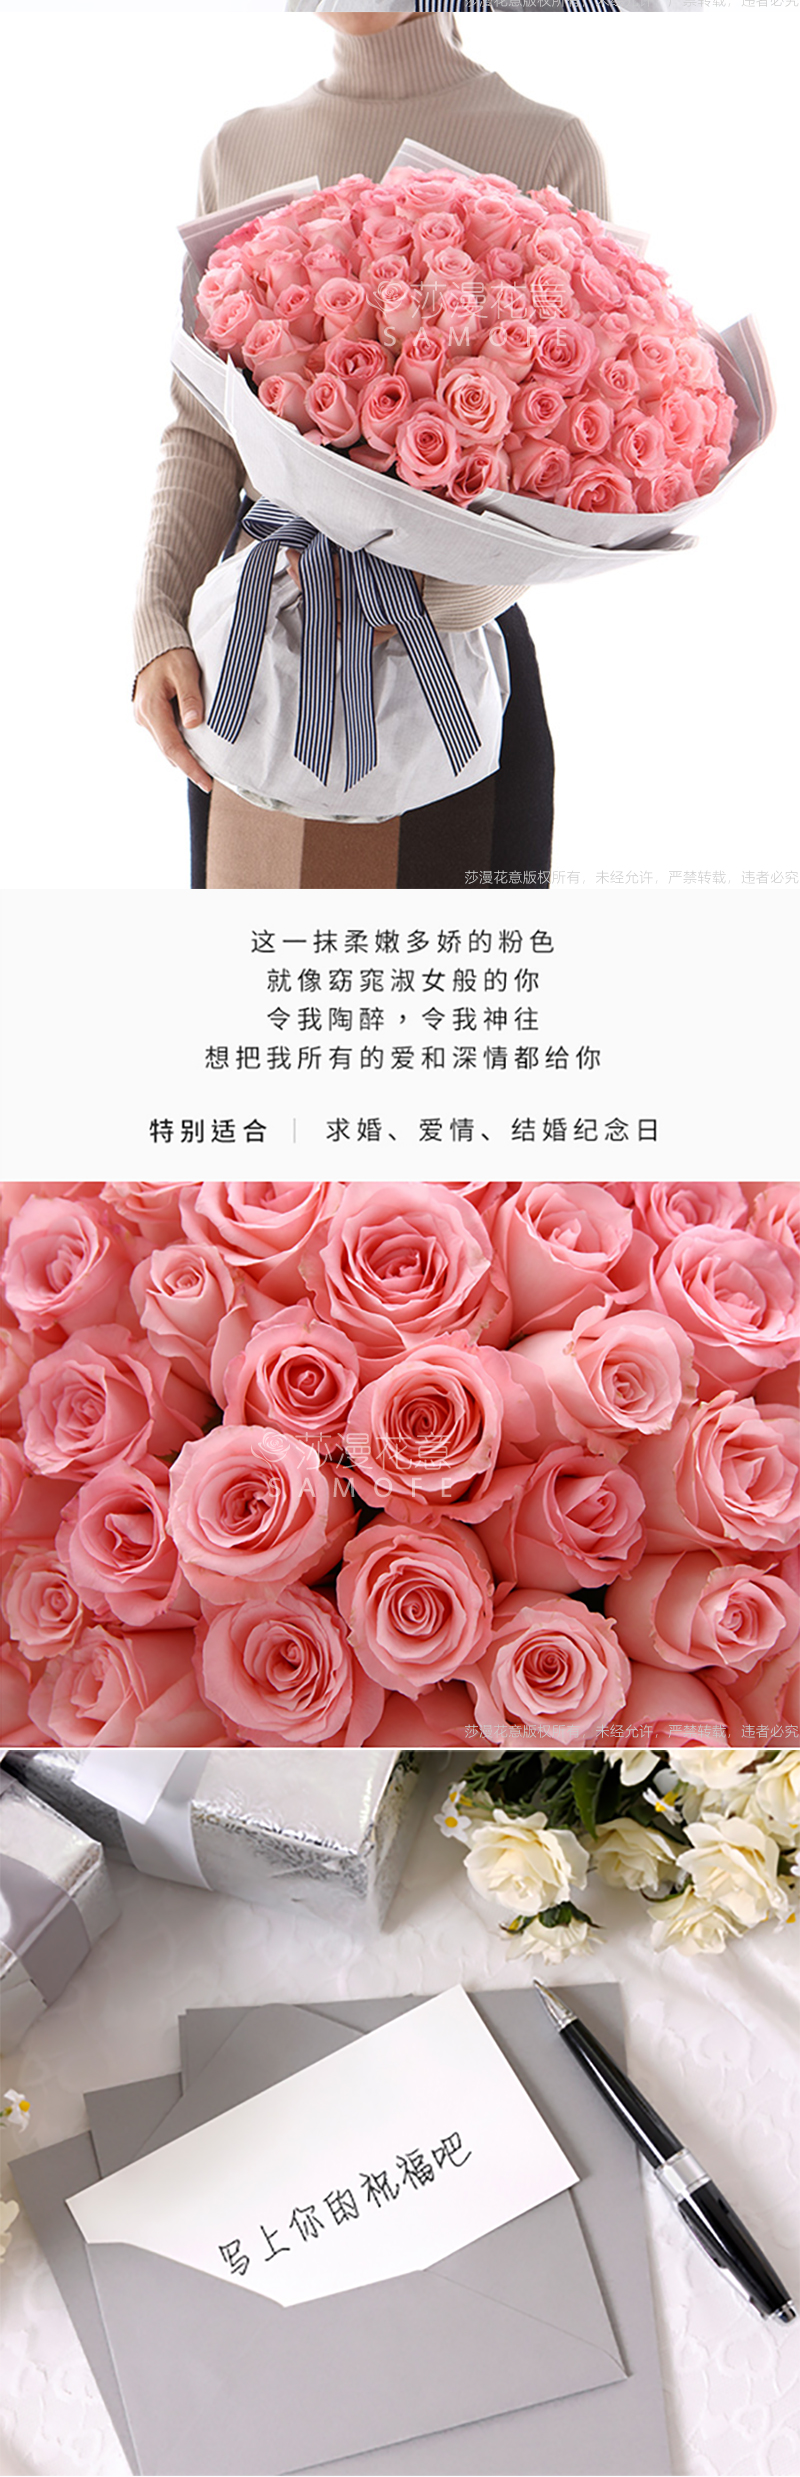 莎漫花意版权所有，未经允许，严禁转载，违者必究
莎漫花意
SAMOFE
莎漫花意版权所有，未经允许，严禁转载，违者必究
这一抹柔嫩多娇的粉色
就像窈窕淑女般的你
令我陶醉，令我神往
想把我所有的爱和深情都给你
特别适合｜求婚、爱情、结婚纪念日
莎漫花意
SAMOFE
莎漫花意版权所有，未经允许，严禁转载，违者必究
写上你的祝福吧